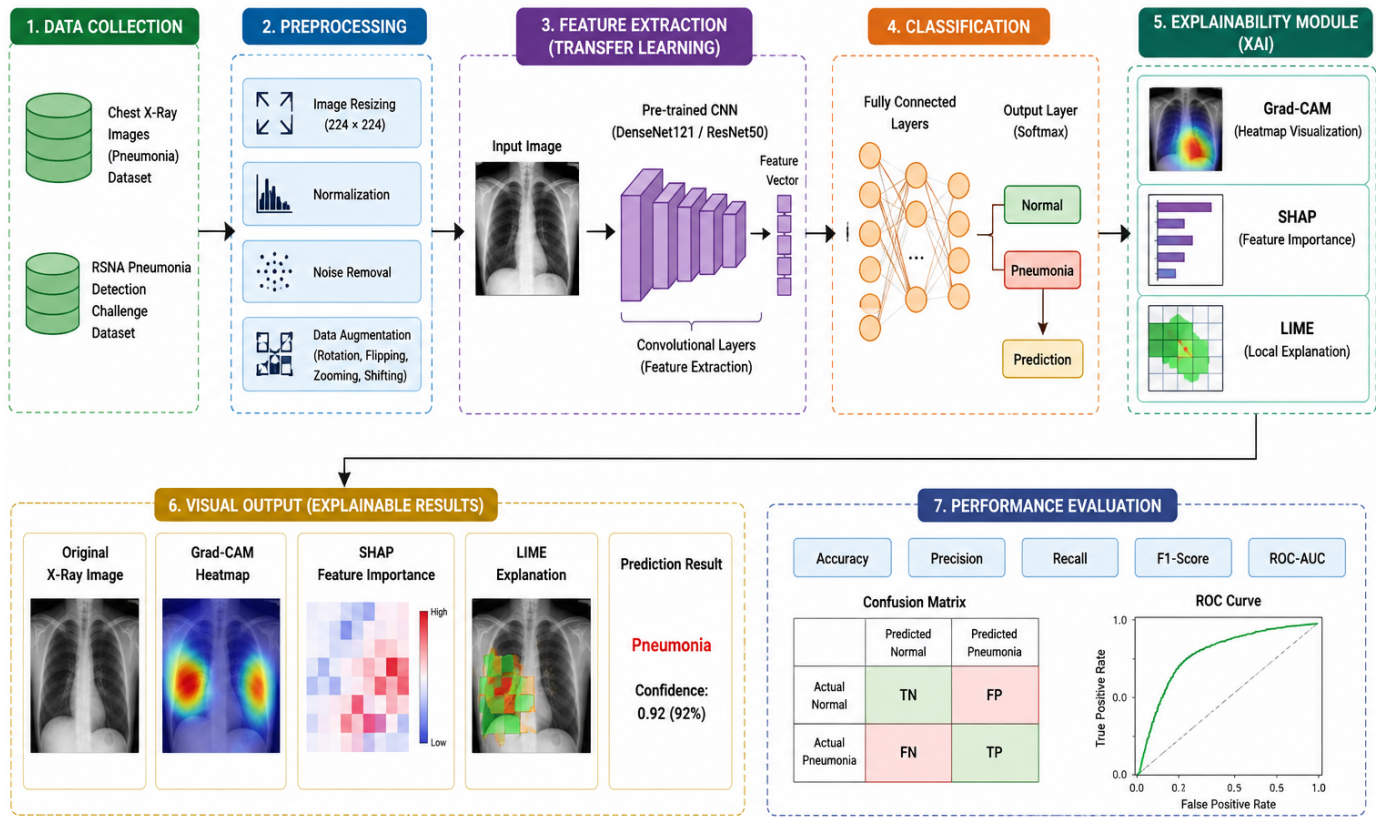 1. DATA COLLECTION
Chest X-Ray
Images
(Pneumonia)
Dataset
RSNA Pneumonia
Detection
Challenge
Dataset
2. PREPROCESSING
Image Resizing
(224 × 224)
Normalization
Noise Removal
Data Augmentation
(Rotation, Flipping,
Zooming, Shifting)
3. FEATURE EXTRACTION
(TRANSFER LEARNING)
Input Image
Pre-trained CNN
(DenseNet121 / ResNet50)
Feature
Vector
Convolutional Layers
(Feature Extraction)
4. CLASSIFICATION
Fully Connected
Layers
...
Output Layer
(Softmax)
Normal
Pneumonia
Prediction
5. EXPLAINABILITY MODULE
(XAI)
Grad-CAM
(Heatmap Visualization)
SHAP
(Feature Importance)
LIME
(Local Explanation)
6. VISUAL OUTPUT (EXPLAINABLE RESULTS)
Original
X-Ray Image
Grad-CAM
Heatmap
SHAP
Feature Importance
High
Low
LIME
Explanation
Prediction Result
Pneumonia
Confidence:
0.92 (92%)
7. PERFORMANCE EVALUATION
Accuracy
Precision
Recall
F1-Score
ROC-AUC
Confusion Matrix
Predicted
Normal
Predicted
Pneumonia
Actual
Normal
TN
FP
Actual
Pneumonia
FN
TP
ROC Curve
True Positive Rate
1.0
0.0
0.0
0.0
0.2
0.5
0.5
1.0
False Positive Rate